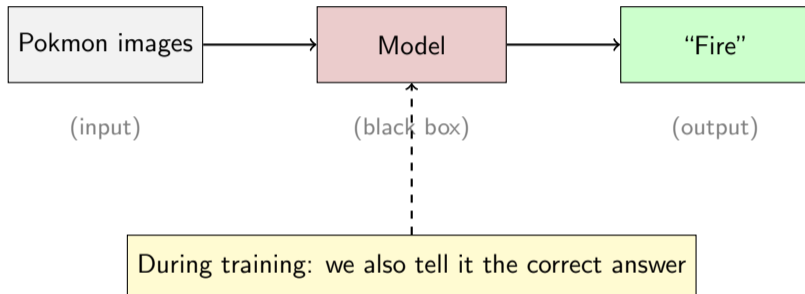 Pokmon images
Model
“Fire”
(input)
(black box)
(output)
During training: we also tell it the correct answer